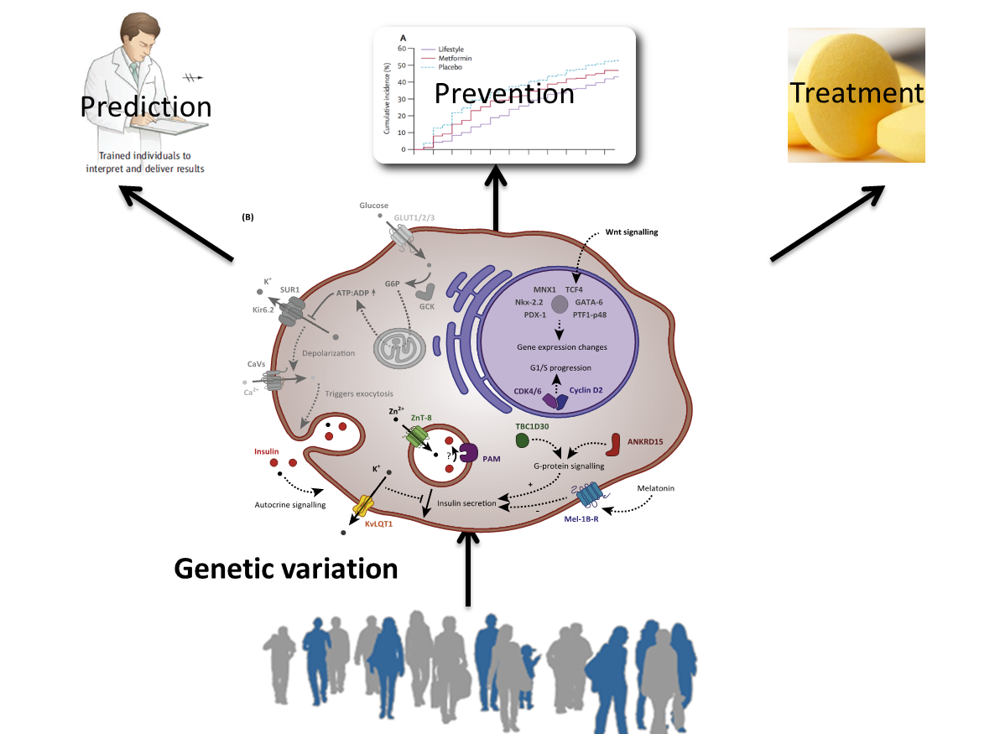 A
60
50
40
30
20
10
0
Cumulative incidence (%)
Lifestyle
Metformin
Placebo
Prediction
Prevention
Treatment
Trained individuals to
interpret and deliver results
(B)
Glucose
GLUT1/2/3
Wnt signalling
K⁺
SUR1
Kir6.2
ATP:ADP
G6P
GCK
MNX1 TCF4
Nkx-2.2 GATA-6
PDX-1 PTF1-p48
Gene expression changes
G1/S progression
CDK4/6 Cyclin D2
Depolarization
CaVs
Ca²⁺
Triggers exocytosis
Zn²⁺
ZnT-8
?
PAM
TBC1D30
ANKRD15
G-protein signalling
Insulin
K⁺
Autocrine signalling
KvLQT1
Insulin secretion
+
–
Melatonin
Mel-1B-R
Genetic variation